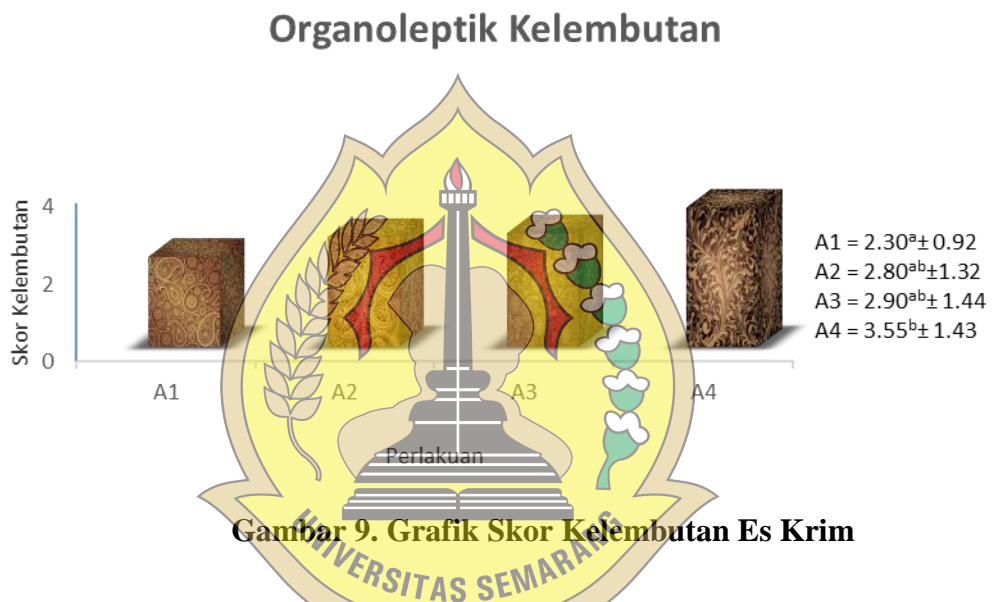 Organoleptik Kelembutan
Skor Kelembutan
4
2
0
A1 A2 A3 A4
Perlakuan
A1 = 2.30ᵃ± 0.92
A2 = 2.80ᵃᵇ±1.32
A3 = 2.90ᵃᵇ± 1.44
A4 = 3.55ᵇ± 1.43
Gambar 9. Grafik Skor Kelembutan Es Krim
UNIVERSITAS SEMARANG